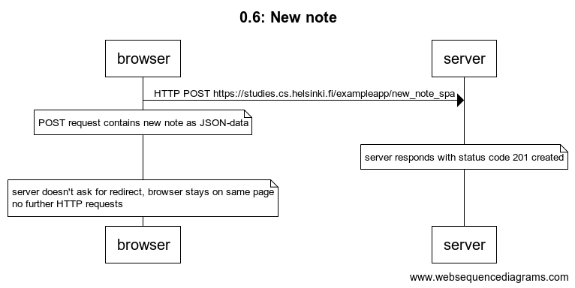 0.6: New note
browser
server
HTTP POST https://studies.cs.helsinki.fi/exampleapp/new_note_spa
POST request contains new note as JSON-data
server responds with status code 201 created
server doesn't ask for redirect, browser stays on same page
no further HTTP requests
browser
server
www.websequencediagrams.com